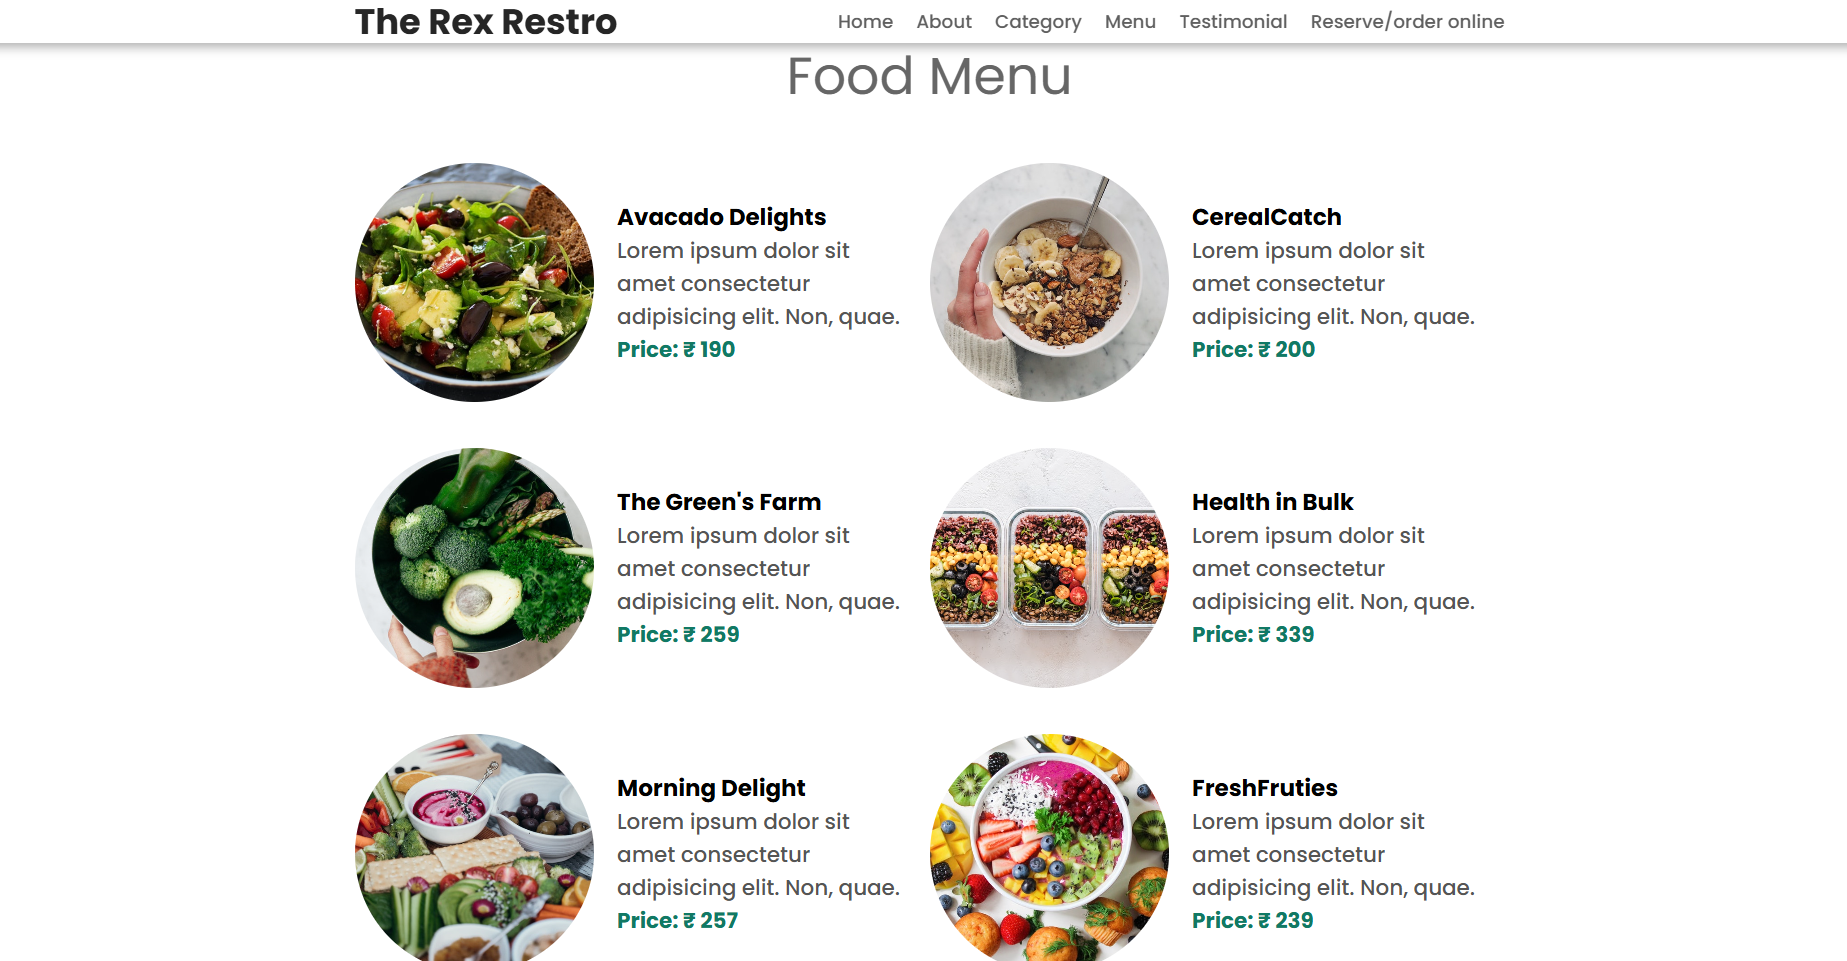 The Rex Restro
Home About Category Menu Testimonial Reserve/order online
Food Menu
Avacado Delights
Lorem ipsum dolor sit
amet consectetur
adipisicing elit. Non, quae.
Price: ₹ 190
CerealCatch
Lorem ipsum dolor sit
amet consectetur
adipisicing elit. Non, quae.
Price: ₹ 200
The Green's Farm
Lorem ipsum dolor sit
amet consectetur
adipisicing elit. Non, quae.
Price: ₹ 259
Health in Bulk
Lorem ipsum dolor sit
amet consectetur
adipisicing elit. Non, quae.
Price: ₹ 339
Morning Delight
Lorem ipsum dolor sit
amet consectetur
adipisicing elit. Non, quae.
Price: ₹ 257
FreshFruties
Lorem ipsum dolor sit
amet consectetur
adipisicing elit. Non, quae.
Price: ₹ 239